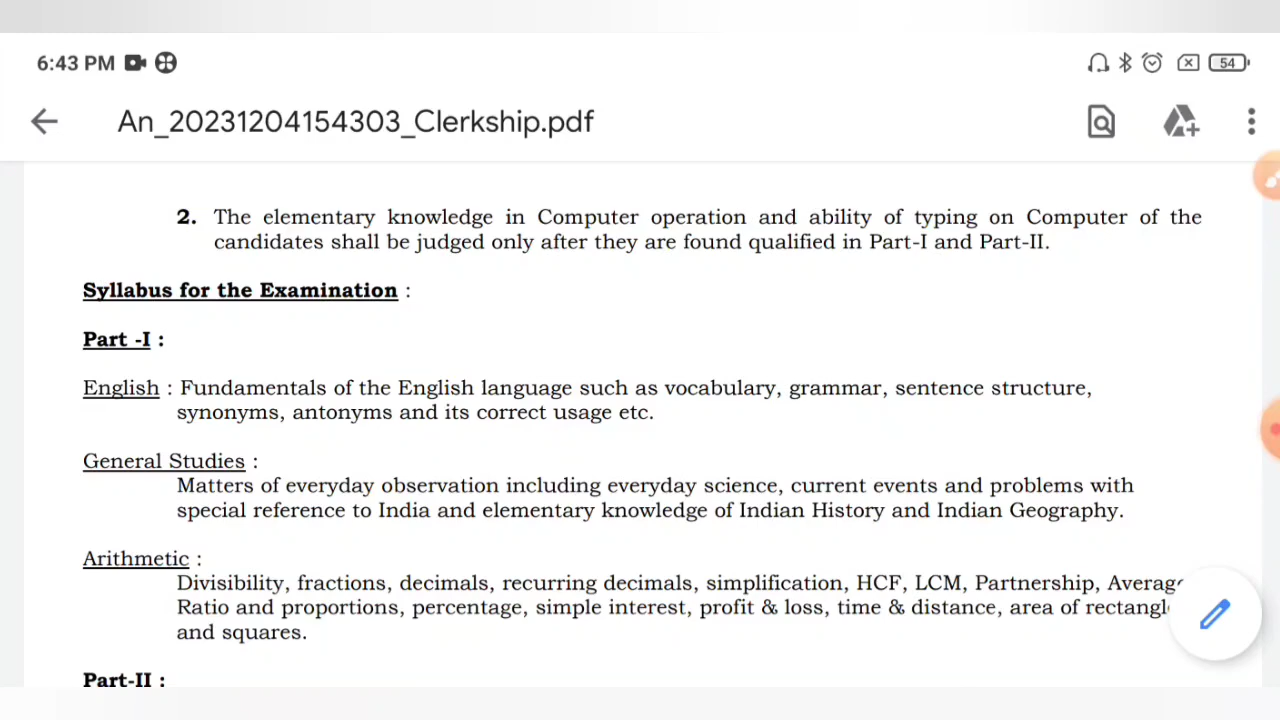 6:43 PM
54
An_20231204154303_Clerkship.pdf
2. The elementary knowledge in Computer operation and ability of typing on Computer of the
candidates shall be judged only after they are found qualified in Part-I and Part-II.
Syllabus for the Examination :
Part -I :
English : Fundamentals of the English language such as vocabulary, grammar, sentence structure,
synonyms, antonyms and its correct usage etc.
General Studies :
Matters of everyday observation including everyday science, current events and problems with
special reference to India and elementary knowledge of Indian History and Indian Geography.
Arithmetic :
Divisibility, fractions, decimals, recurring decimals, simplification, HCF, LCM, Partnership,
Ratio and proportions, percentage, simple interest, profit & loss, time & distance, area of
and squares.
Part-II :